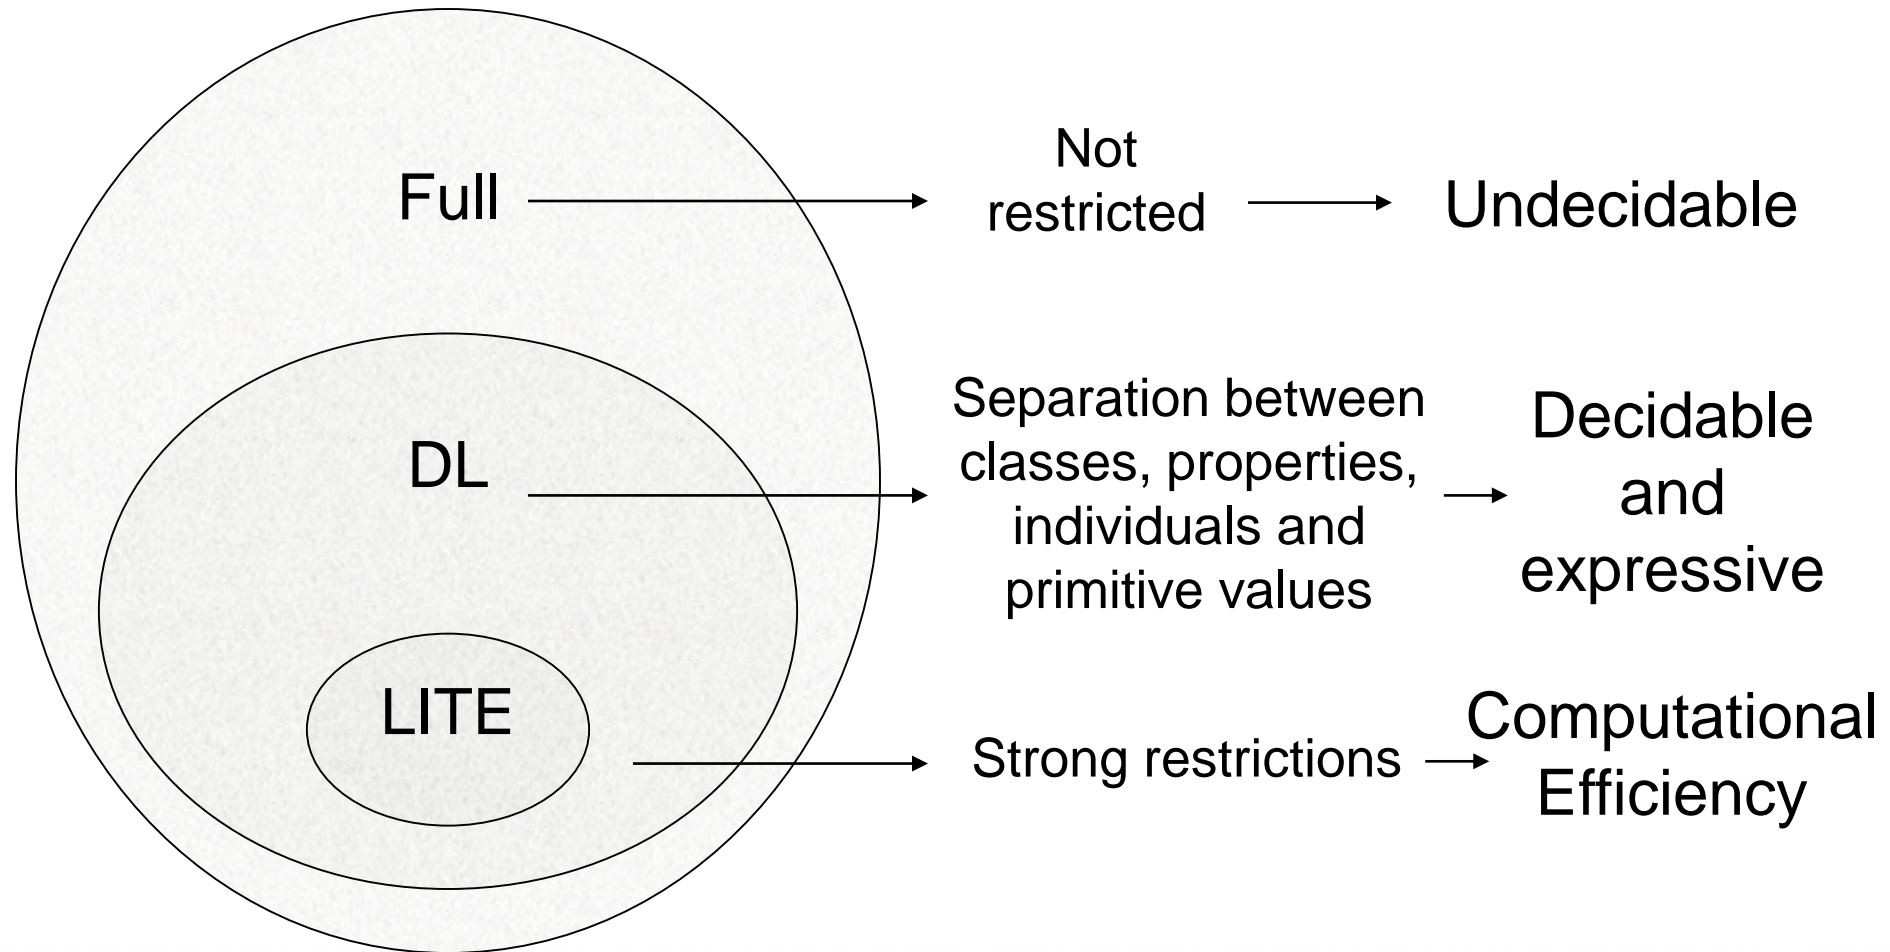 Full
Not
restricted
Undecidable
DL
Separation between
classes, properties,
individuals and
primitive values
Decidable
and
expressive
LITE
Strong restrictions
Computational
Efficiency